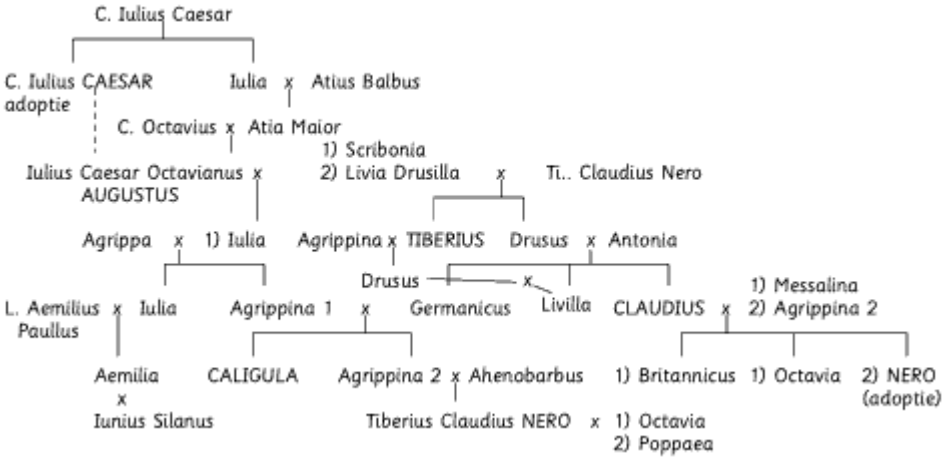 C. Iulius Caesar
C. Iulius CAESAR Iulia x Atius Balbus
adoptie
C. Octavius x Atia Maior
1) Scribonia
Iulius Caesar Octavianus x 2) Livia Drusilla x Ti.. Claudius Nero
AUGUSTUS
Agrippa x 1) Iulia Agrippina x TIBERIUS Drusus x Antonia
Drusus x
1) Messalina
L. Aemilius x Iulia Agrippina 1 x Germanicus Livilla CLAUDIUS x 2) Agrippina 2
Paullus
Aemilia CALIGULA Agrippina 2 x Ahenobarbus 1) Britannicus 1) Octavia 2) NERO
x (adoptie)
Iunius Silanus Tiberius Claudius NERO x 1) Octavia
2) Poppaea